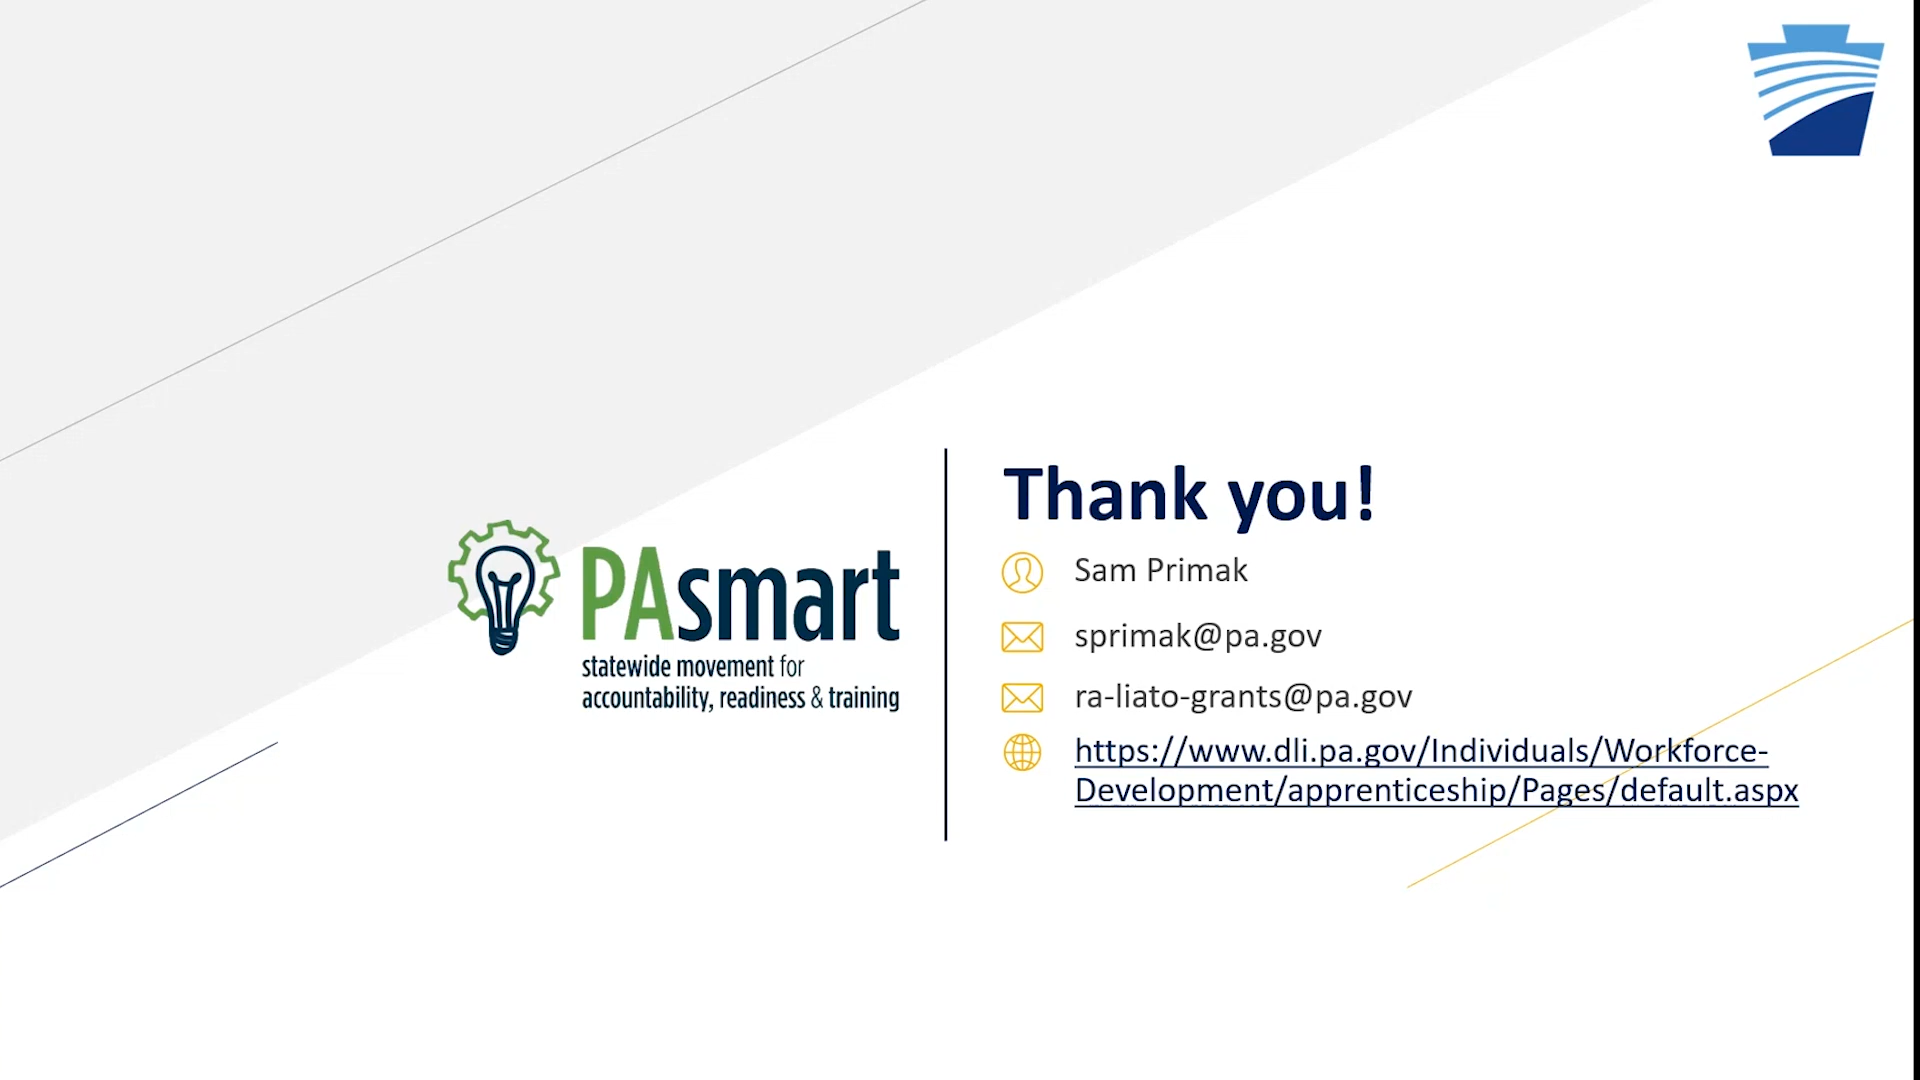 PAsmart
statewide movement for
accountability, readiness & training
Thank you!
Sam Primak
sprimak@pa.gov
ra-liato-grants@pa.gov
https://www.dli.pa.gov/Individuals/Workforce-
Development/apprenticeship/Pages/default.aspx